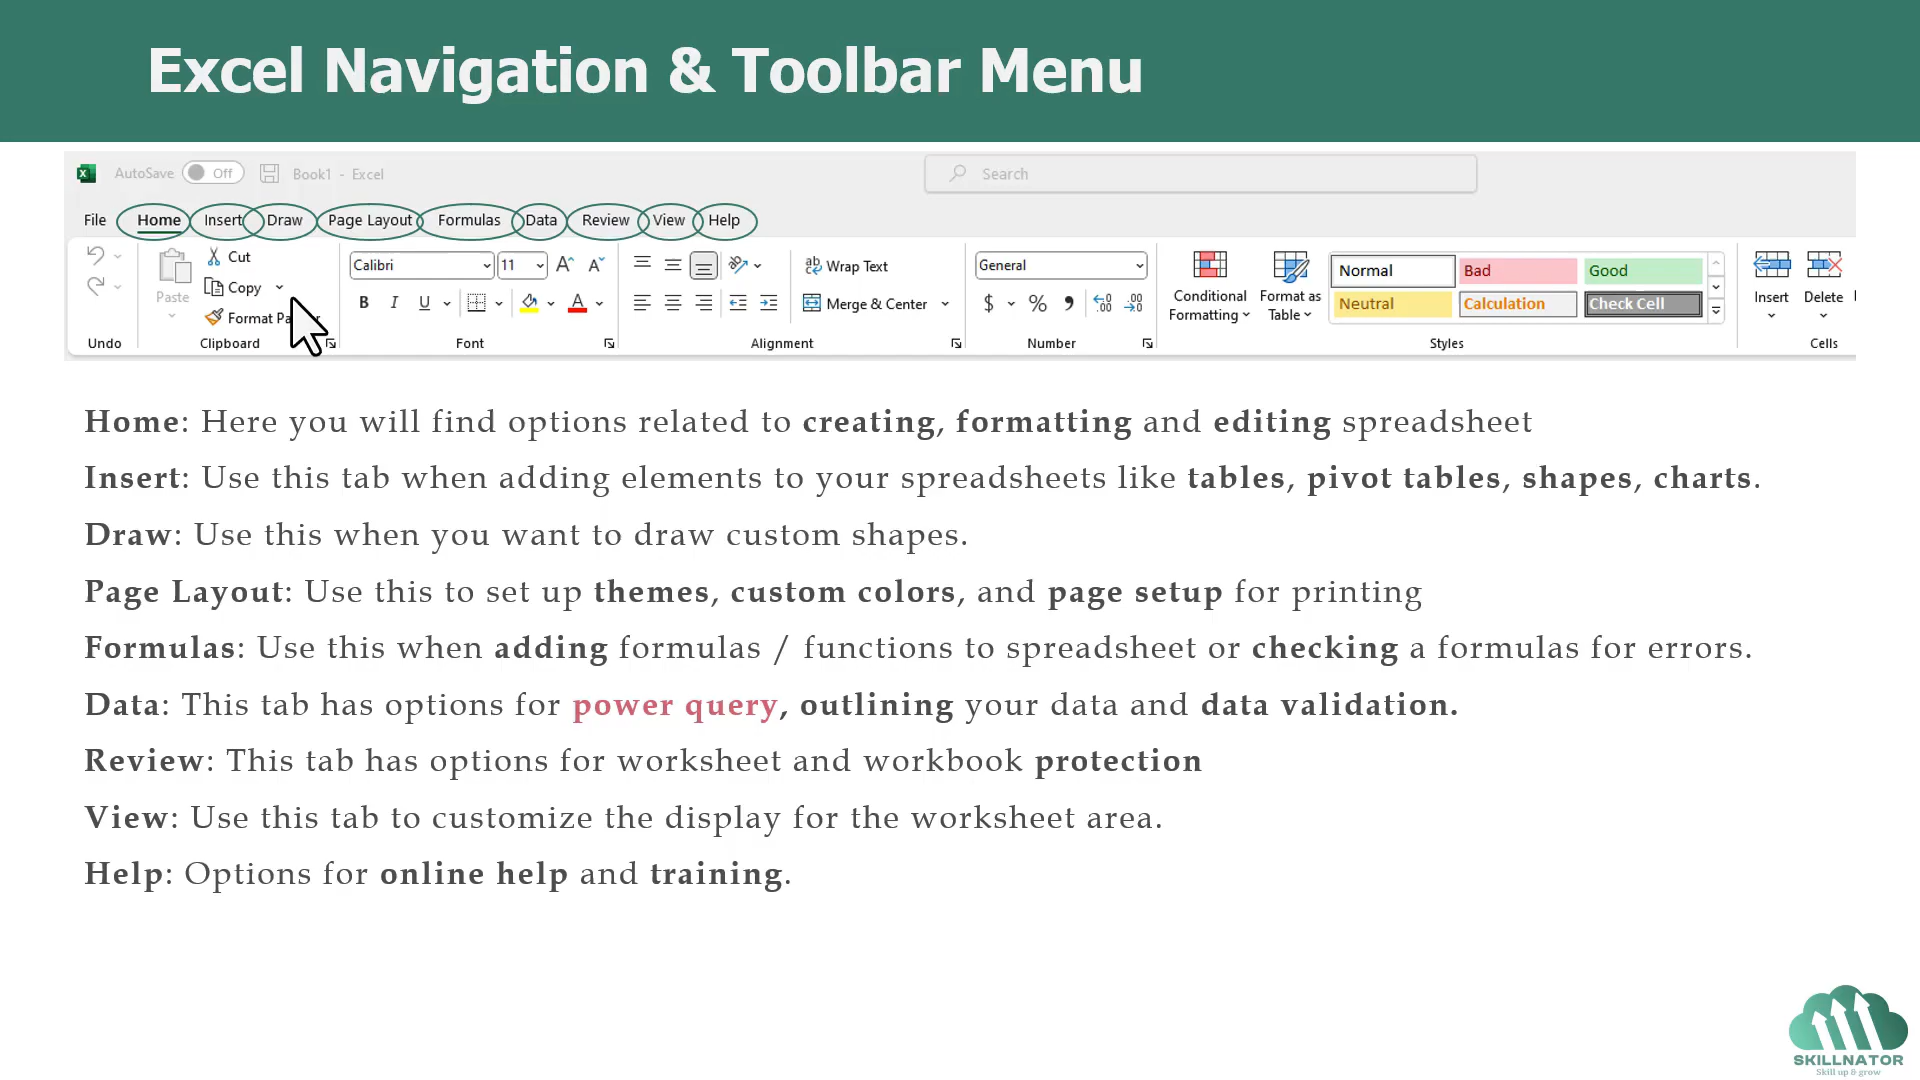 Excel Navigation & Toolbar Menu
AutoSave Off Book1 - Excel Search
File Home Insert Draw Page Layout Formulas Data Review View Help
Cut
Copy
Paste
Calibri 11
Wrap Text
General
Normal Bad Good
Neutral Calculation Check Cell
B I U
Merge & Center
$ % 
Conditional Formatting
Format as Table
Insert Delete
Undo Clipboard Font Alignment Number Styles Cells
Home: Here you will find options related to creating, formatting and editing spreadsheet
Insert: Use this tab when adding elements to your spreadsheets like tables, pivot tables, shapes, charts.
Draw: Use this when you want to draw custom shapes.
Page Layout: Use this to set up themes, custom colors, and page setup for printing
Formulas: Use this when adding formulas / functions to spreadsheet or checking a formulas for errors.
Data: This tab has options for power query, outlining your data and data validation.
Review: This tab has options for worksheet and workbook protection
View: Use this tab to customize the display for the worksheet area.
Help: Options for online help and training.
SKILLNATOR
Skill up & grow